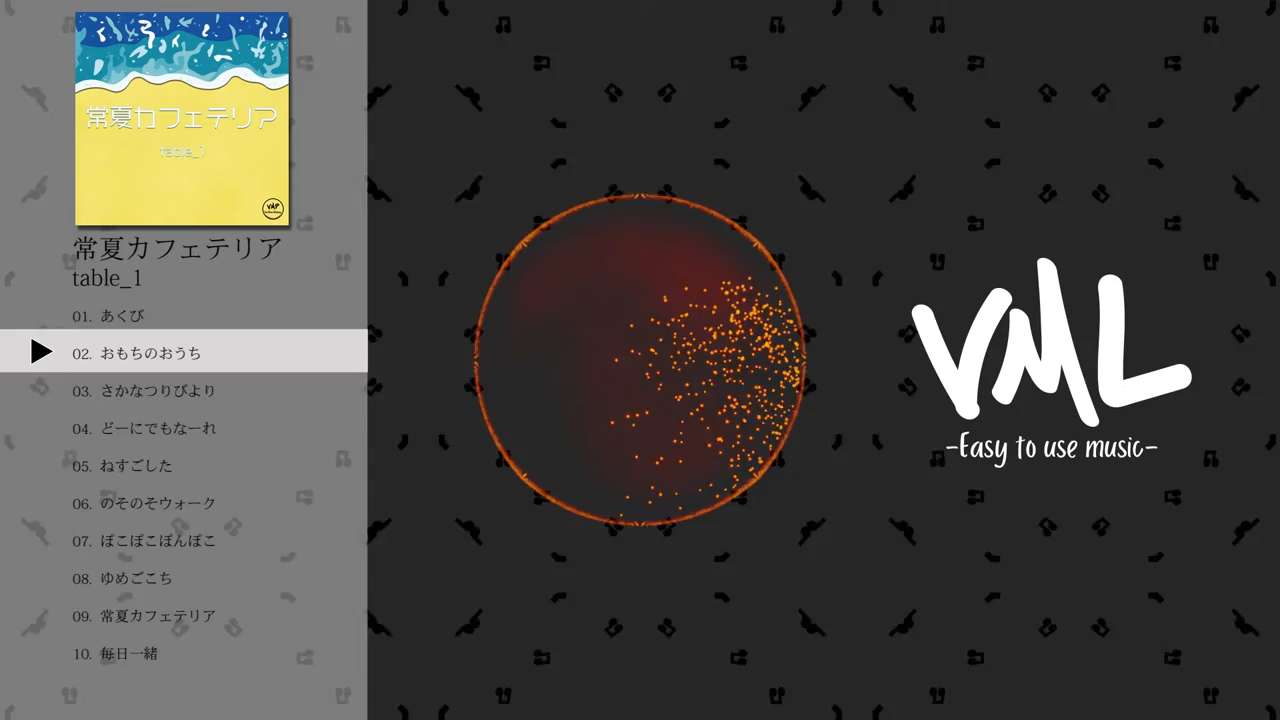 常夏カフェテリア
table_1
常夏カフェテリア
table_1
01. あくび
02. おもちのおうち
03. さかなつりびより
04. どーにでもなーれ
05. ねすごした
06. のそのそウォーク
07. ぽこぽこぽんぽこ
08. ゆめごこち
09. 常夏カフェテリア
10. 毎日一緒
VML
-Easy to use music-